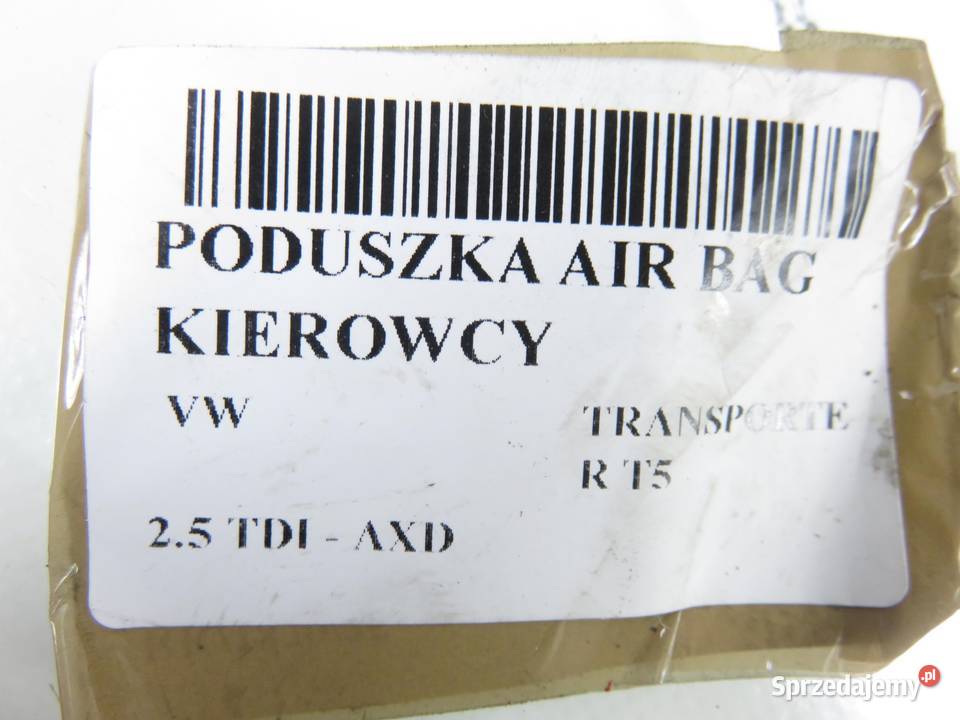 PODUSZKA AIR BAG
KIEROWCY
VW
TRANSPORTE
R T5
2.5 TDI - AXD
Sprzedajemy.pl